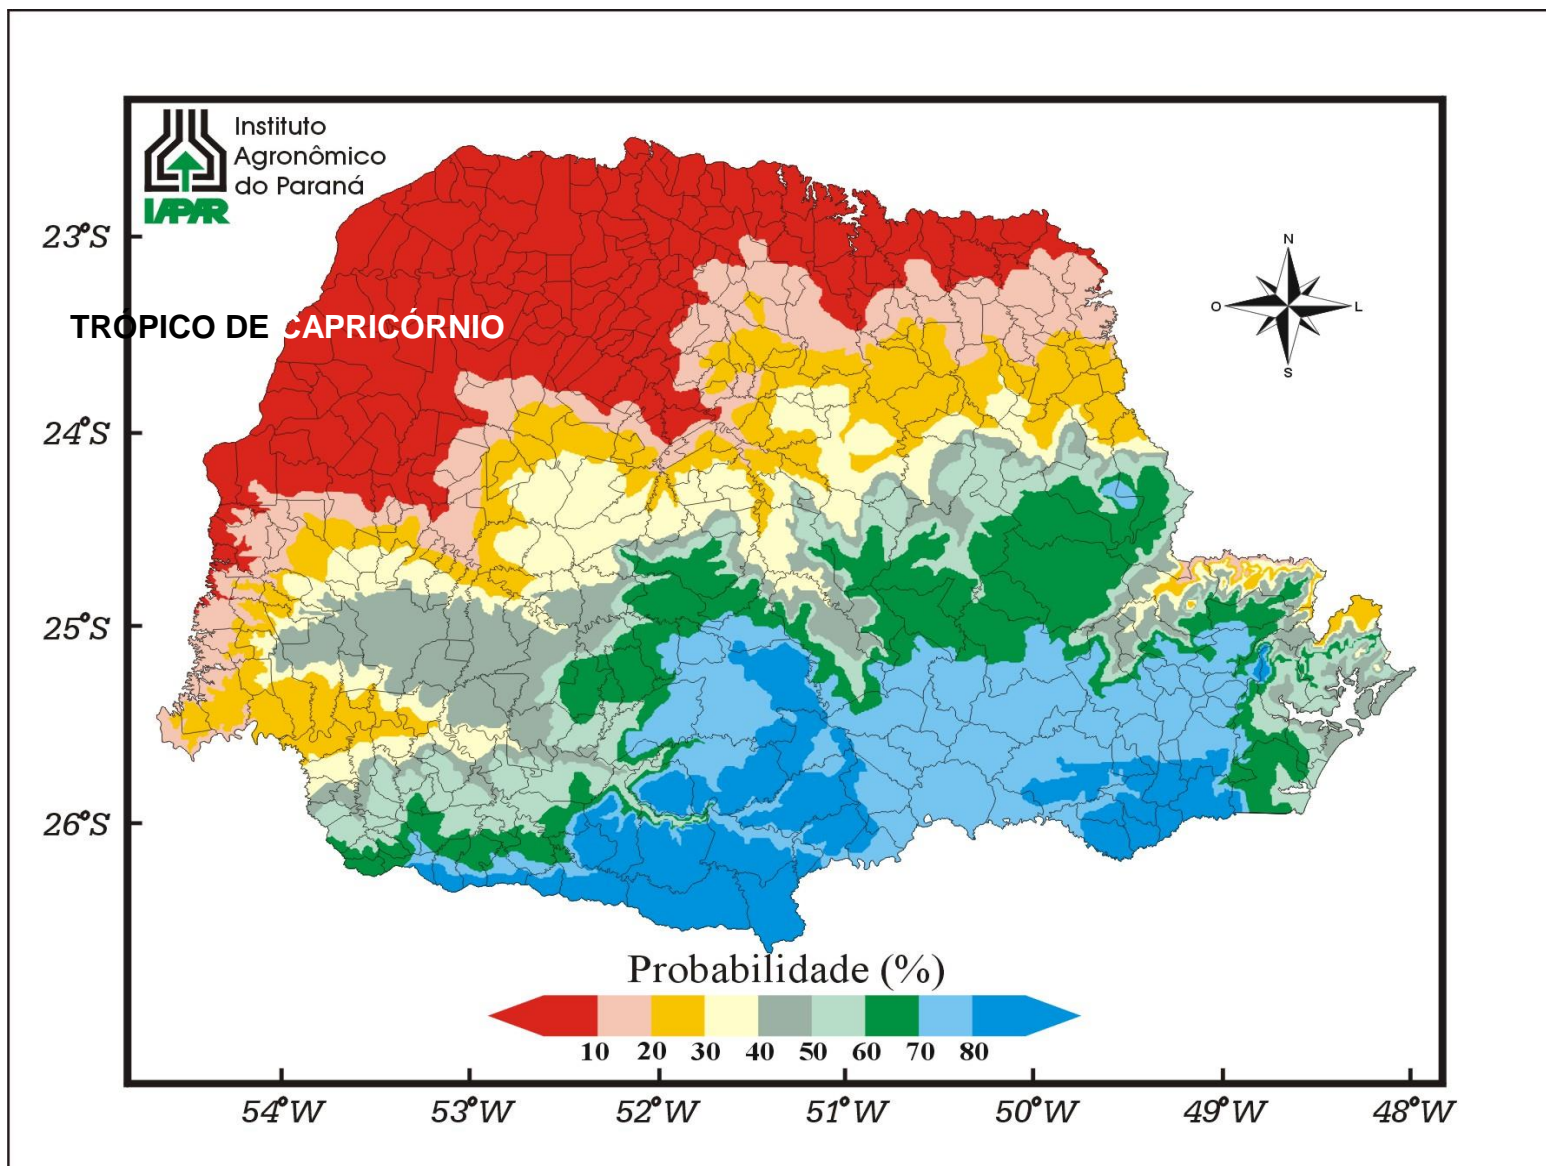 Instituto
Agronômico
do Paraná
IAPAR
23°S
N
O
L
S
TRÓPICO DE CAPRICÓRNIO
24°S
25°S
26°S
Probabilidade (%)
10 20 30 40 50 60 70 80
54°W 53°W 52°W 51°W 50°W 49°W 48°W